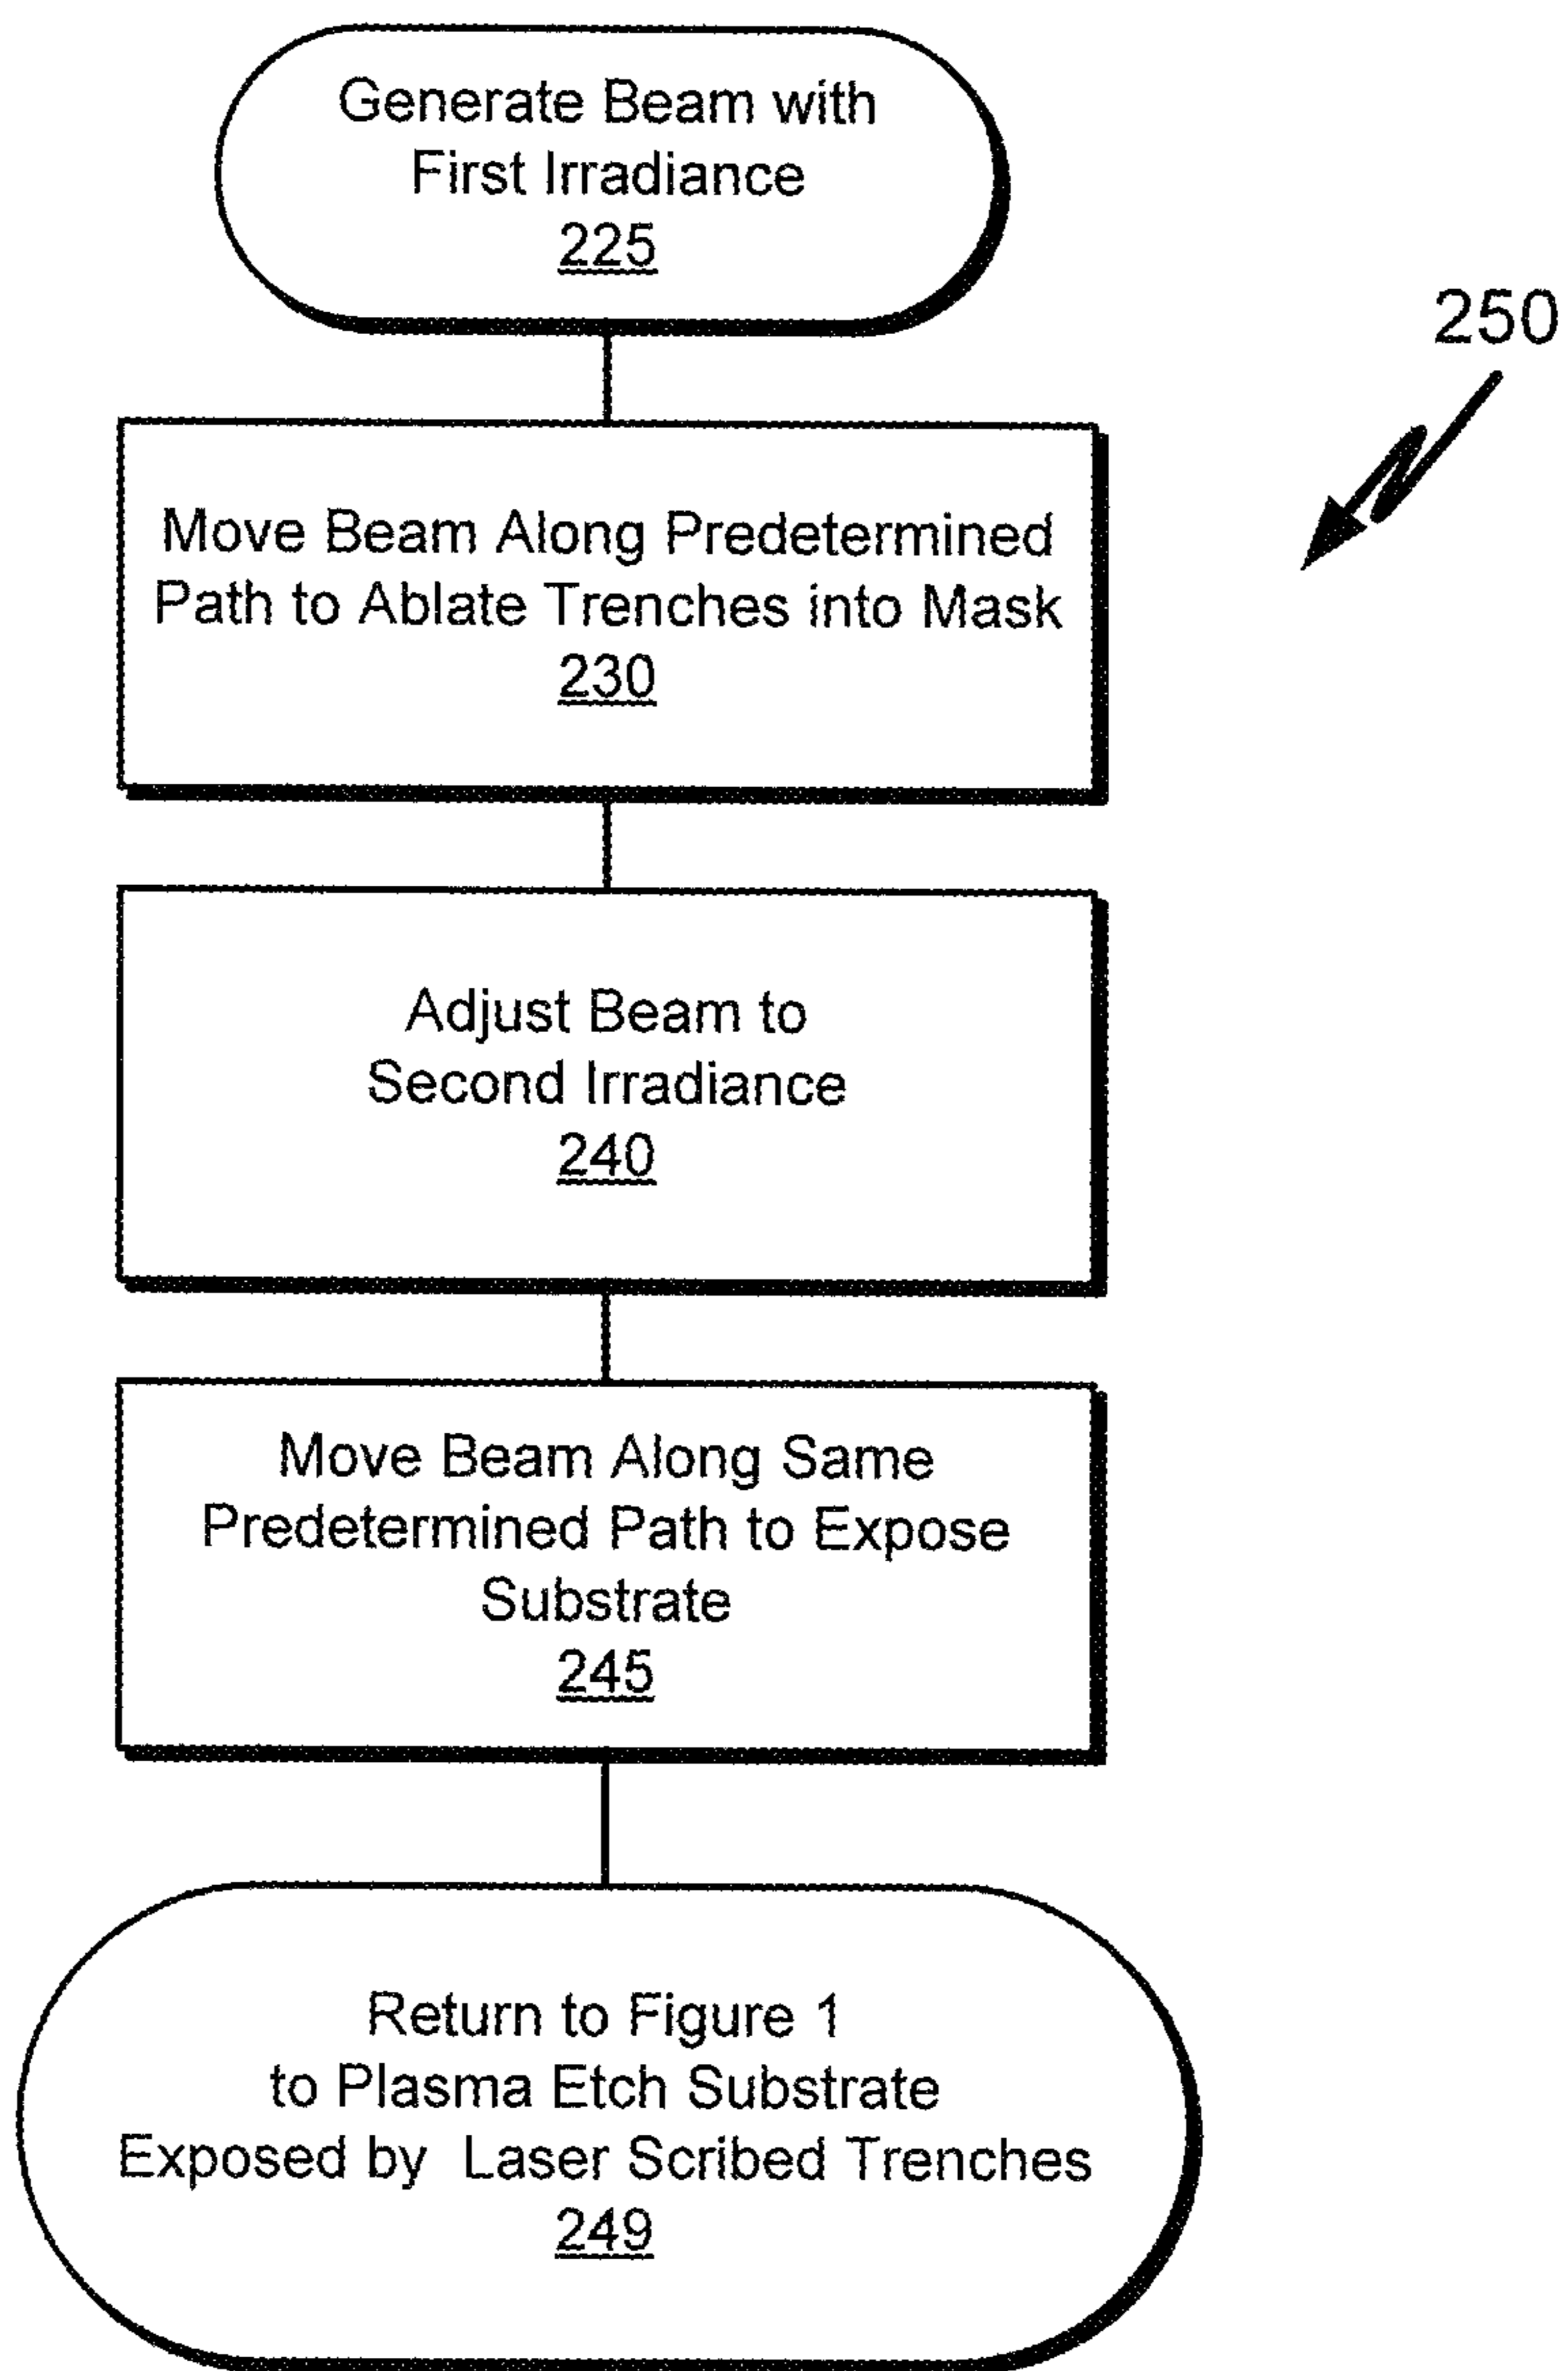 Generate Beam with
First Irradiance
225
250
Move Beam Along Predetermined
Path to Ablate Trenches into Mask
230
Adjust Beam to
Second Irradiance
240
Move Beam Along Same
Predetermined Path to Expose
Substrate
245
Return to Figure 1
to Plasma Etch Substrate
Exposed by Laser Scribed Trenches
249